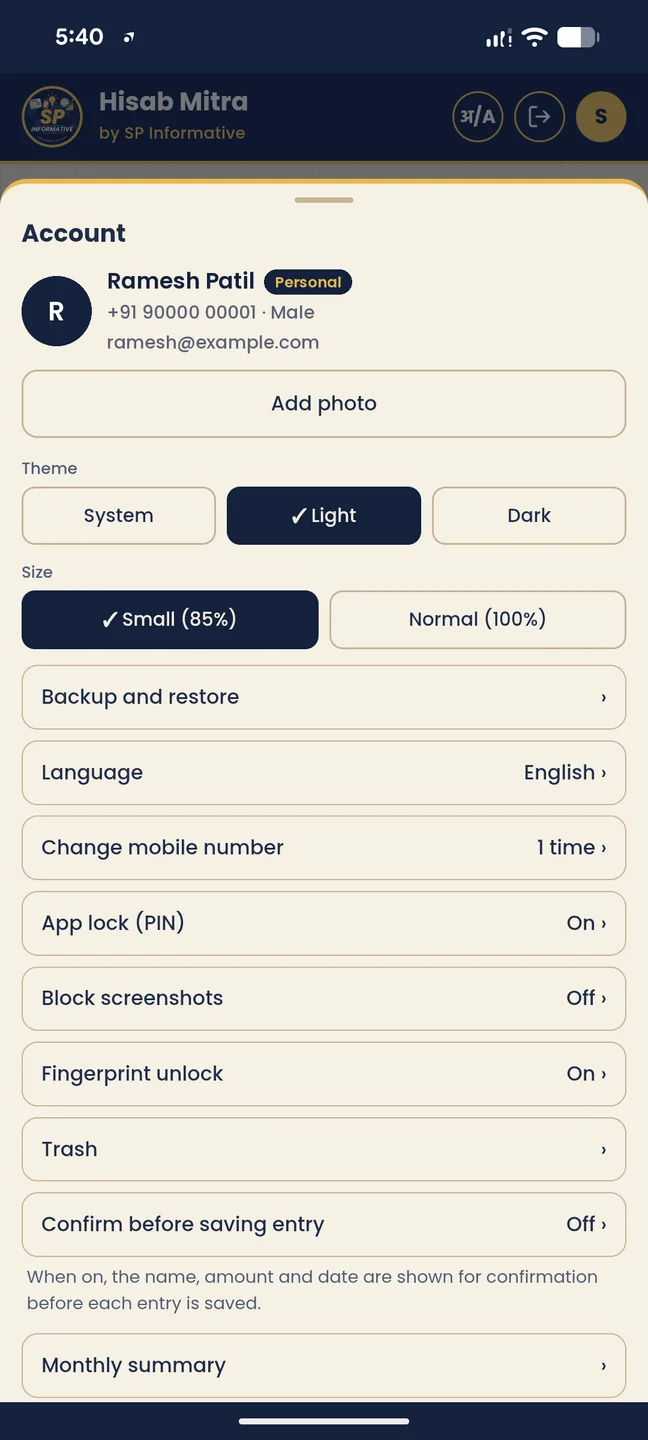 5:40
SP
INFORMATIVE
Hisab Mitra
by SP Informative
अ/A
S
Account
R
Ramesh Patil Personal
+91 90000 00001 · Male
ramesh@example.com
Add photo
Theme
System ✓ Light Dark
Size
✓ Small (85%) Normal (100%)
Backup and restore ›
Language English ›
Change mobile number 1 time ›
App lock (PIN) On ›
Block screenshots Off ›
Fingerprint unlock On ›
Trash ›
Confirm before saving entry Off ›
When on, the name, amount and date are shown for confirmation
before each entry is saved.
Monthly summary ›